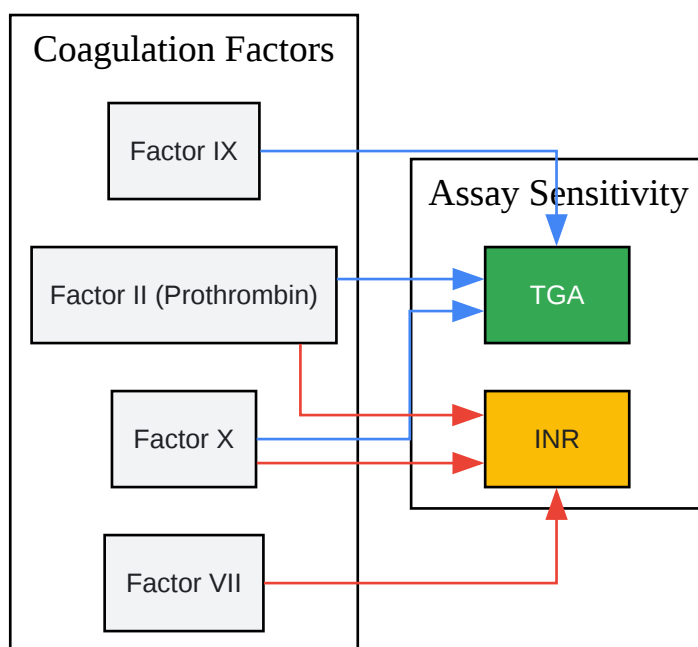 Coagulation Factors
Factor IX
Assay Sensitivity
Factor II (Prothrombin)
TGA
Factor X
INR
Factor VII